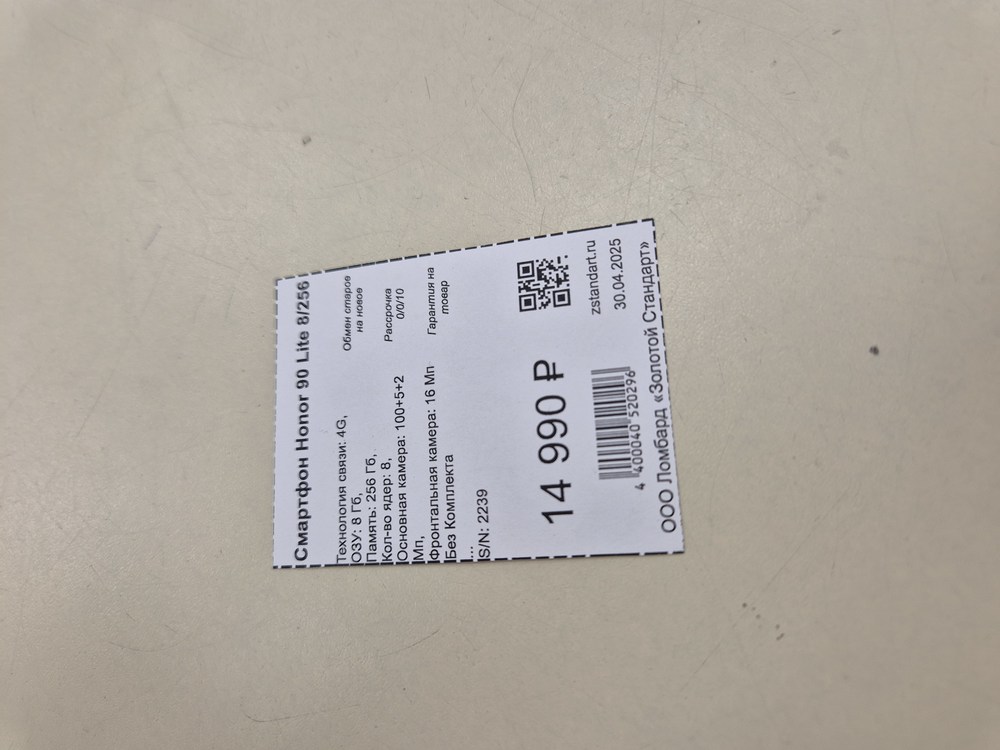 Смартфон Honor 90 Lite 8/256
Технология связи: 4G,
ОЗУ: 8 Гб,
Память: 256 Гб,
Кол-во ядер: 8,
Основная камера: 100+5+2
Мп,
Фронтальная камера: 16 Мп
Без Комплекта
...
S/N: 2239
Обмен старое
на новое
Рассрочка
0/0/10
Гарантия на
товар
14 990 ₽
4 400040 520296
zstandart.ru
30.04.2025
ООО Ломбард «Золотой Стандарт»